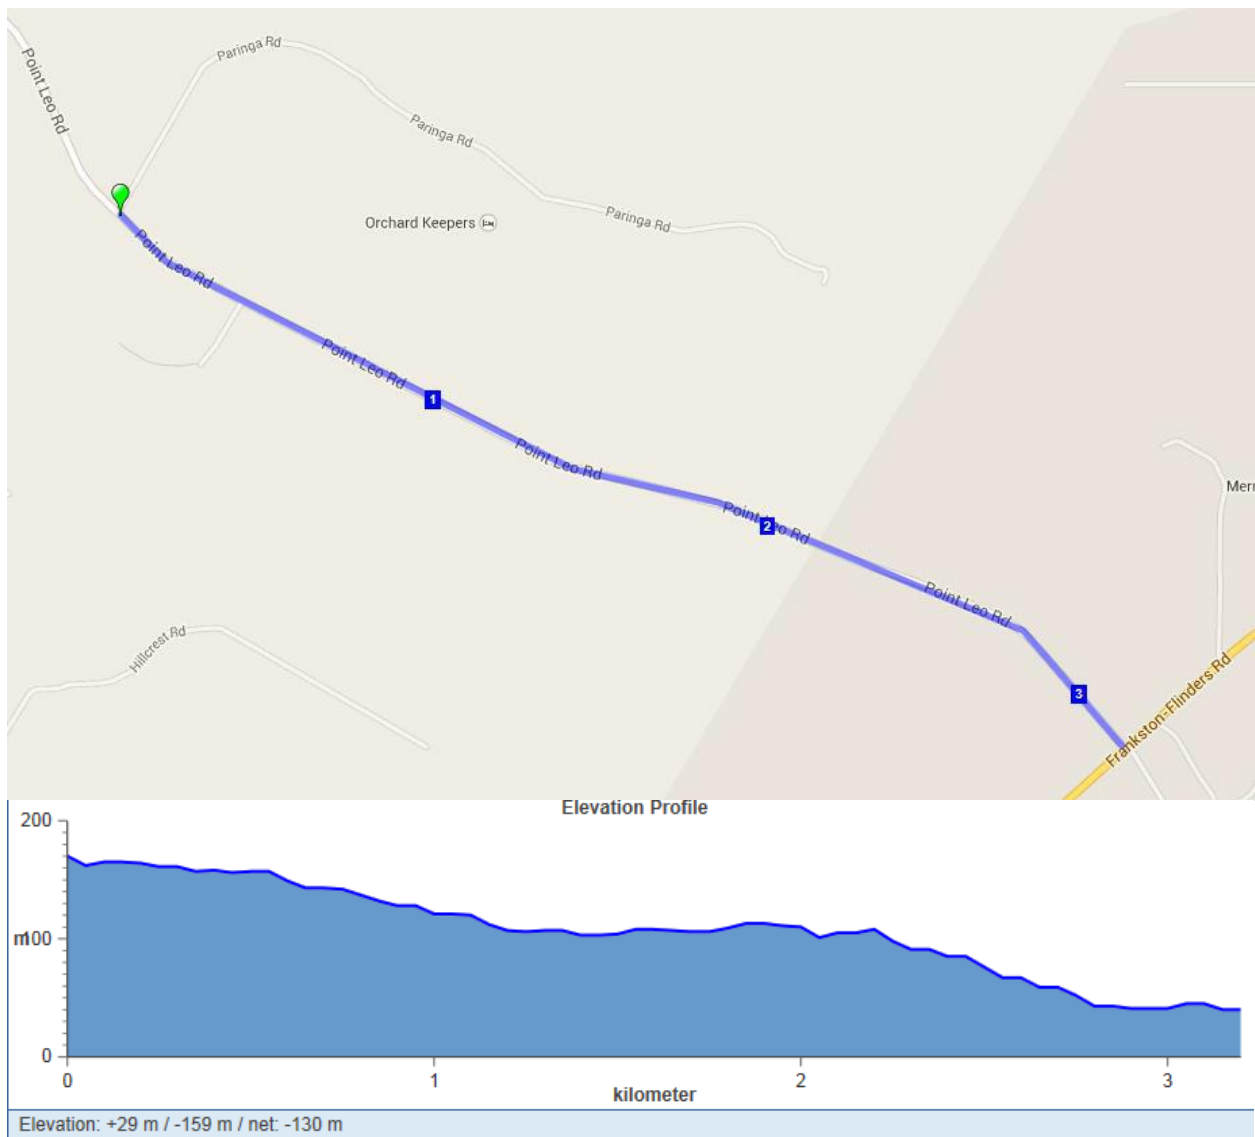 Paringa Rd
Point Leo Rd
Paringa Rd
Paringa Rd
Orchard Keepers
Point Leo Rd
Point Leo Rd
1
Point Leo Rd
Point Leo Rd
2
Merr
Point Leo Rd
Hillcrest Rd
3
Frankston-Flinders Rd
Elevation Profile
200
m
100
0
0 1 2 3
kilometer
Elevation: +29 m / -159 m / net: -130 m